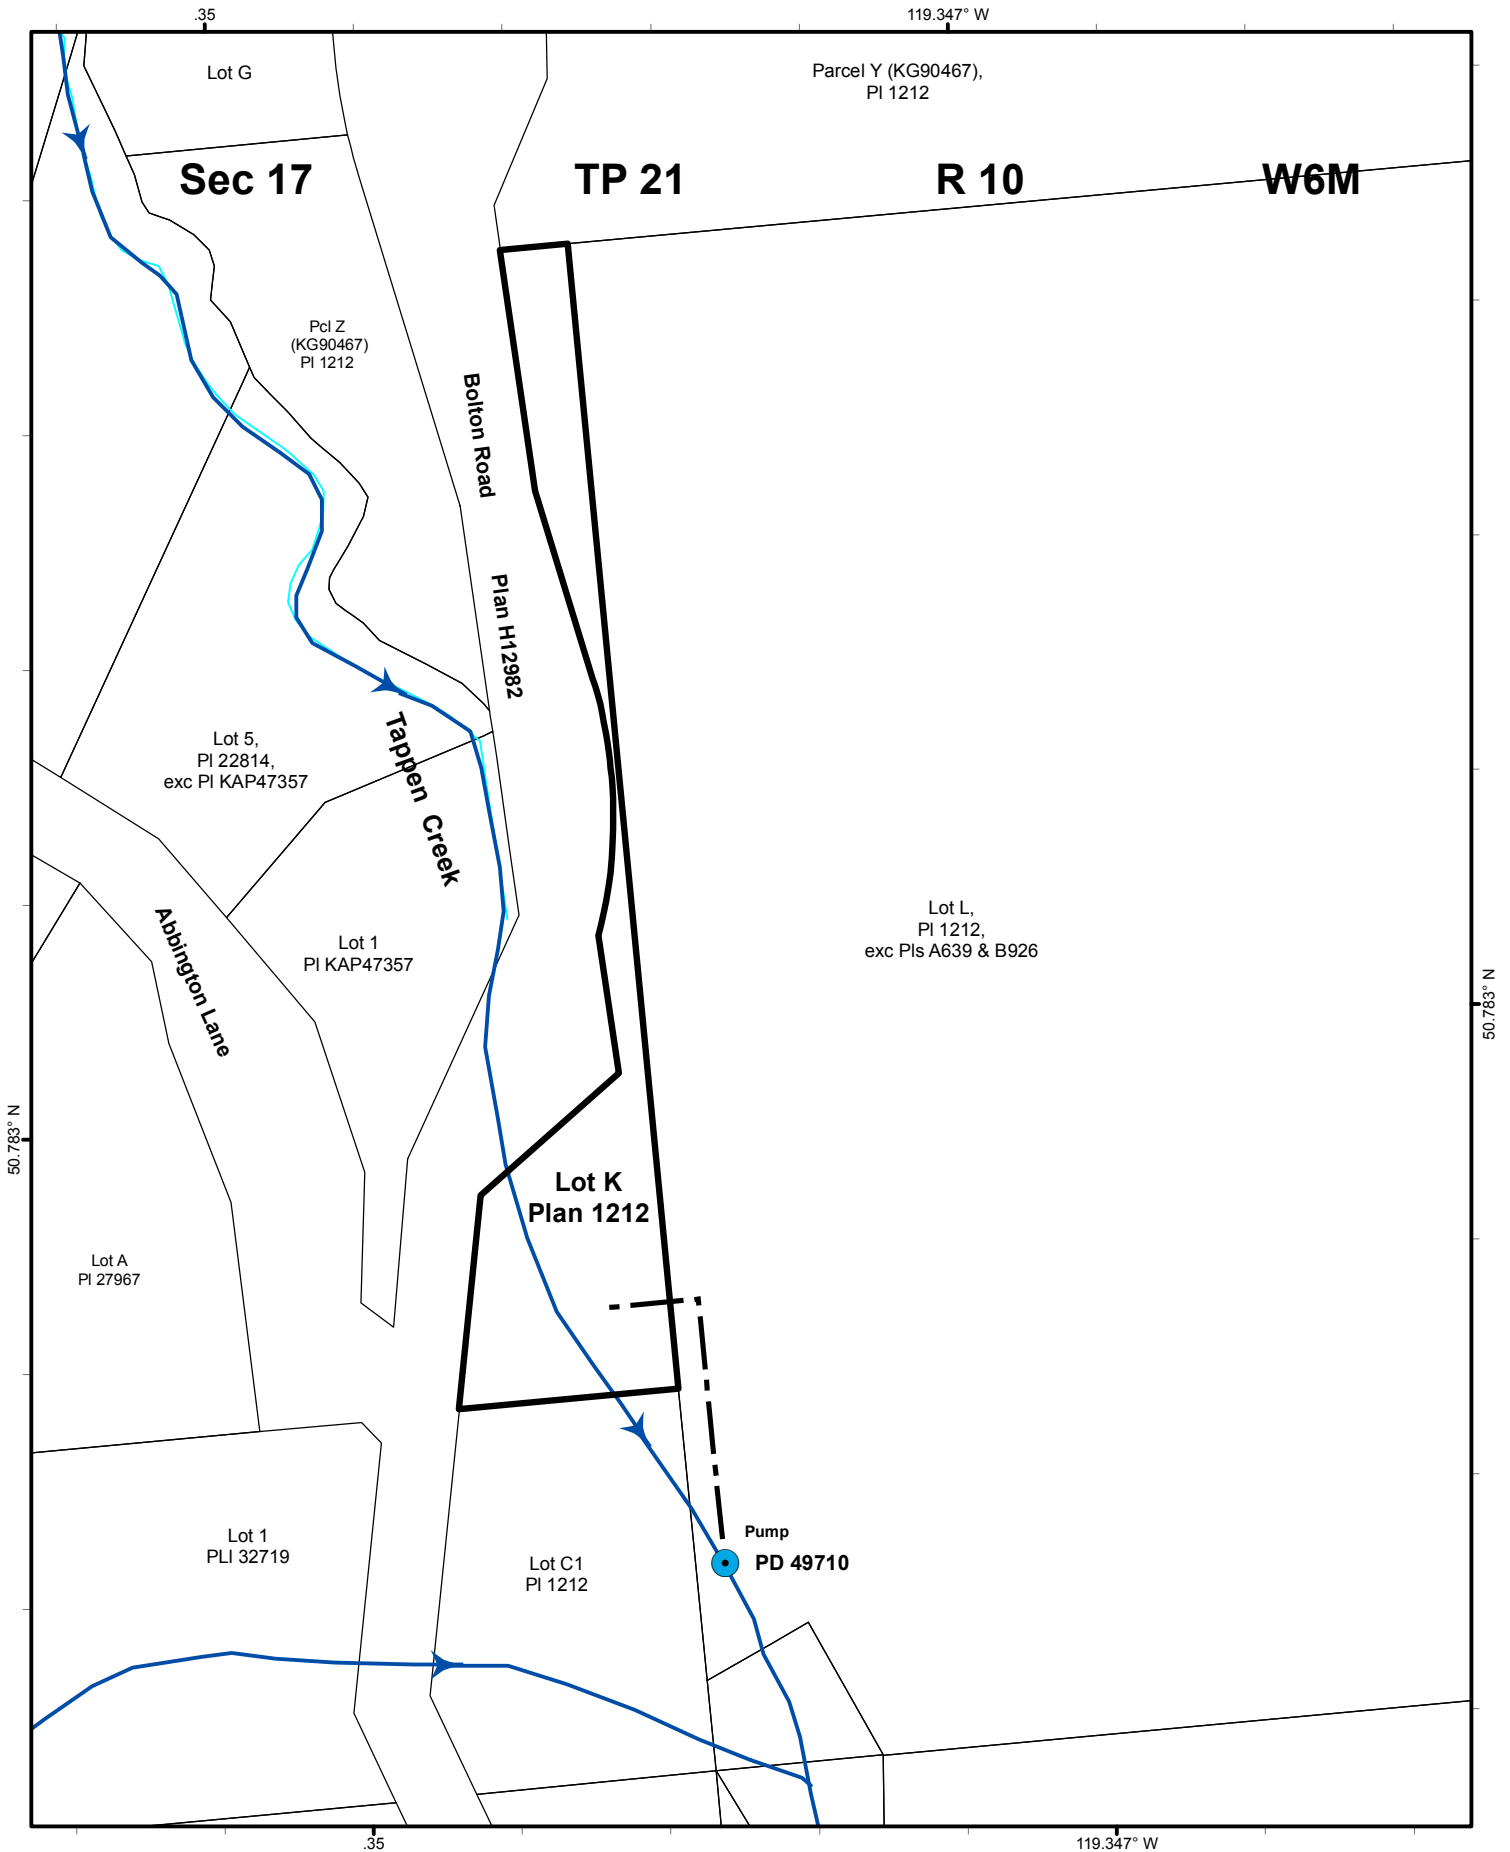 .35
119.347° W
Lot G
Parcel Y (KG90467),
Pl 1212
Sec 17
TP 21
R 10
W6M
Pcl Z
(KG90467)
Pl 1212
Bolton Road
Plan H12982
Lot 5,
Pl 22814,
exc Pl KAP47357
Tappen Creek
Abbington Lane
Lot 1
Pl KAP47357
Lot L,
Pl 1212,
exc Pls A639 & B926
50.783° N
50.783° N
Lot K
Plan 1212
Lot A
Pl 27967
Lot 1
PLl 32719
Pump
PD 49710
Lot C1
Pl 1212
.35
119.347° W